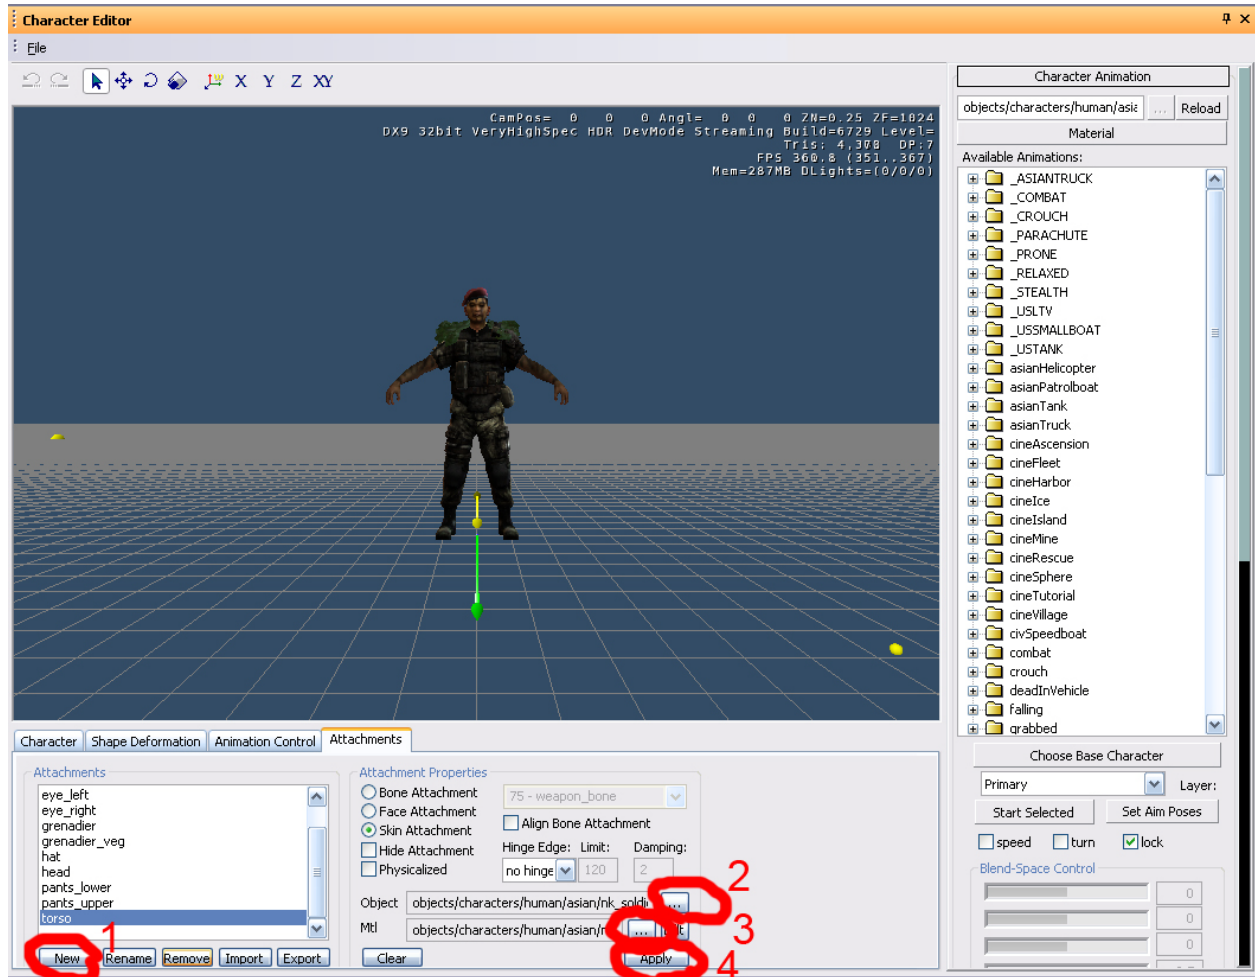 Character Editor
File
X Y Z XY
CamPos= 0 0 0 Angl= 0 0 0 ZN=0.25 ZF=1024
DX9 32bit VeryHighSpec HDR DevMode Streaming Build=6729 Level=
Tris: 4,378 DP:7
FPS 360.8 (351..367)
Mem=287MB DLights=(0/0/0)
Character Animation
objects/characters/human/asia ... Reload
Material
Available Animations:
_ASIANTRUCK
_COMBAT
_CROUCH
_PARACHUTE
_PRONE
_RELAXED
_STEALTH
_USLTV
_USSMALLBOAT
_USTANK
asianHelicopter
asianPatrolboat
asianTank
asianTruck
cineAscension
cineFleet
cineHarbor
cineIce
cineIsland
cineMine
cineRescue
cineSphere
cineTutorial
cineVillage
civSpeedboat
combat
crouch
deadInVehicle
falling
grabbed
Choose Base Character
Primary Layer:
Start Selected Set Aim Poses
speed turn lock
Blend-Space Control
0
0
0
Character Shape Deformation Animation Control Attachments
Attachments
eye_left
eye_right
grenadier
grenadier_veg
hat
head
pants_lower
pants_upper
torso
1
New Rename Remove Import Export
Attachment Properties
Bone Attachment 75 - weapon_bone
Face Attachment
Skin Attachment Align Bone Attachment
Hide Attachment Hinge Edge: Limit: Damping:
Physicalized no hinge 120 2
2
Object objects/characters/human/asian/nk_soldi ...
3
Mtl objects/characters/human/asian/n ... Edit
Clear Apply 4